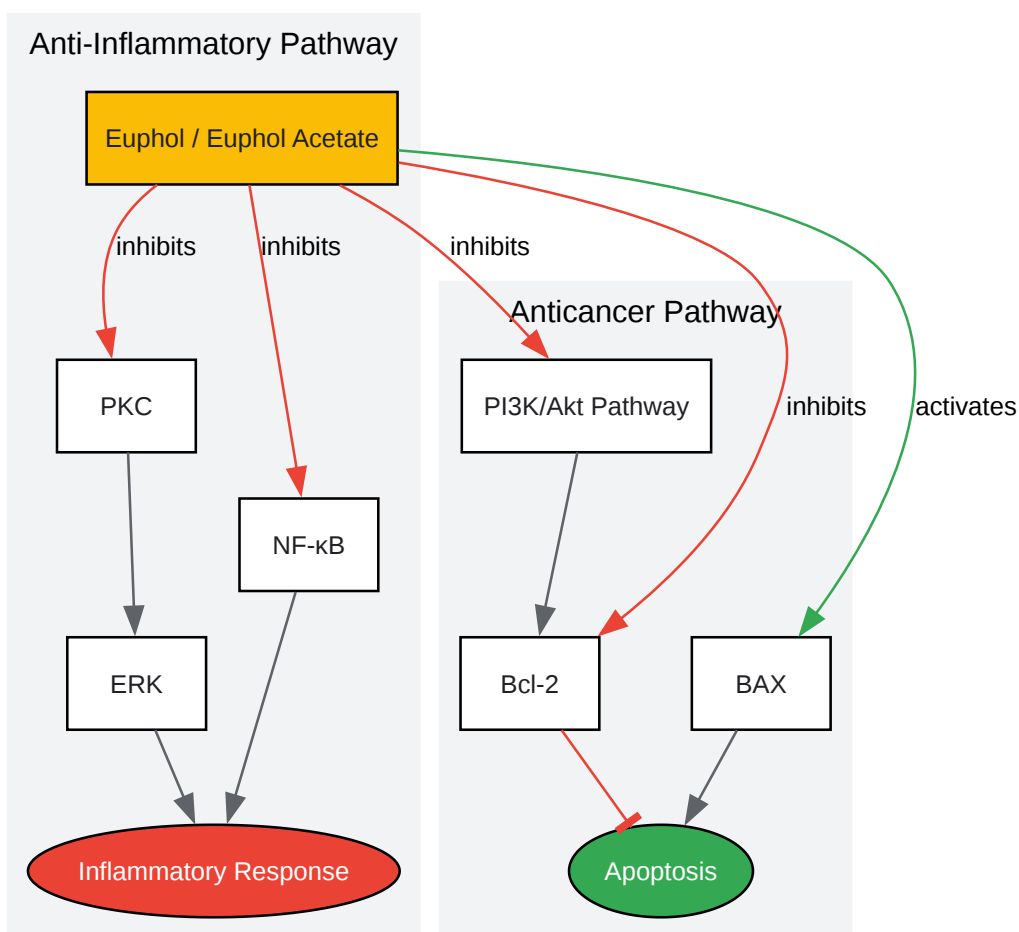 Anti-Inflammatory Pathway
Euphol / Euphol Acetate
inhibits
inhibits
inhibits
Anticancer Pathway
PKC
PI3K/Akt Pathway
inhibits
activates
NF-κB
ERK
Bcl-2
BAX
Inflammatory Response
Apoptosis